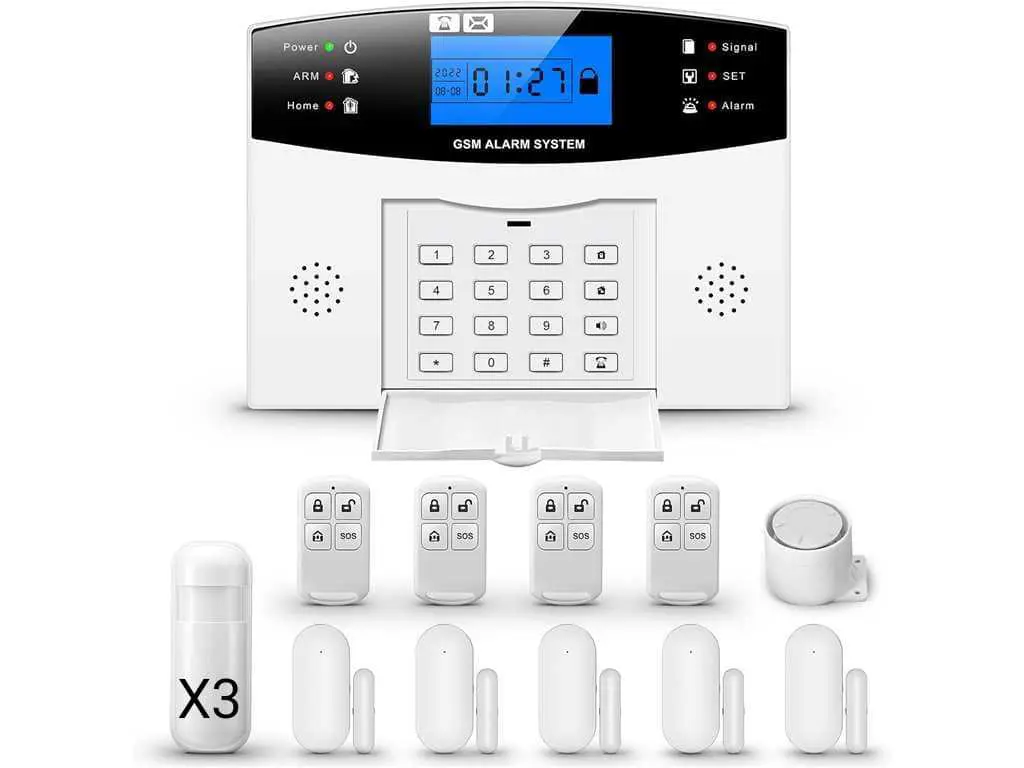 Power
ARM
Home
2022
08-08
01:27
Signal
SET
Alarm
GSM ALARM SYSTEM
1 2 3
4 5 6
7 8 9
* 0 #
SOS SOS SOS SOS
X3